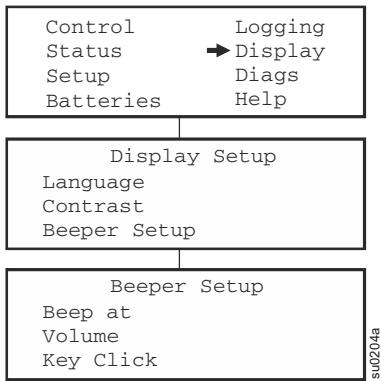 Control Logging
Status Display
Setup Diags
Batteries Help
Display Setup
Language
Contrast
Beeper Setup
Beeper Setup
Beep at
Volume
Key Click
su0204a